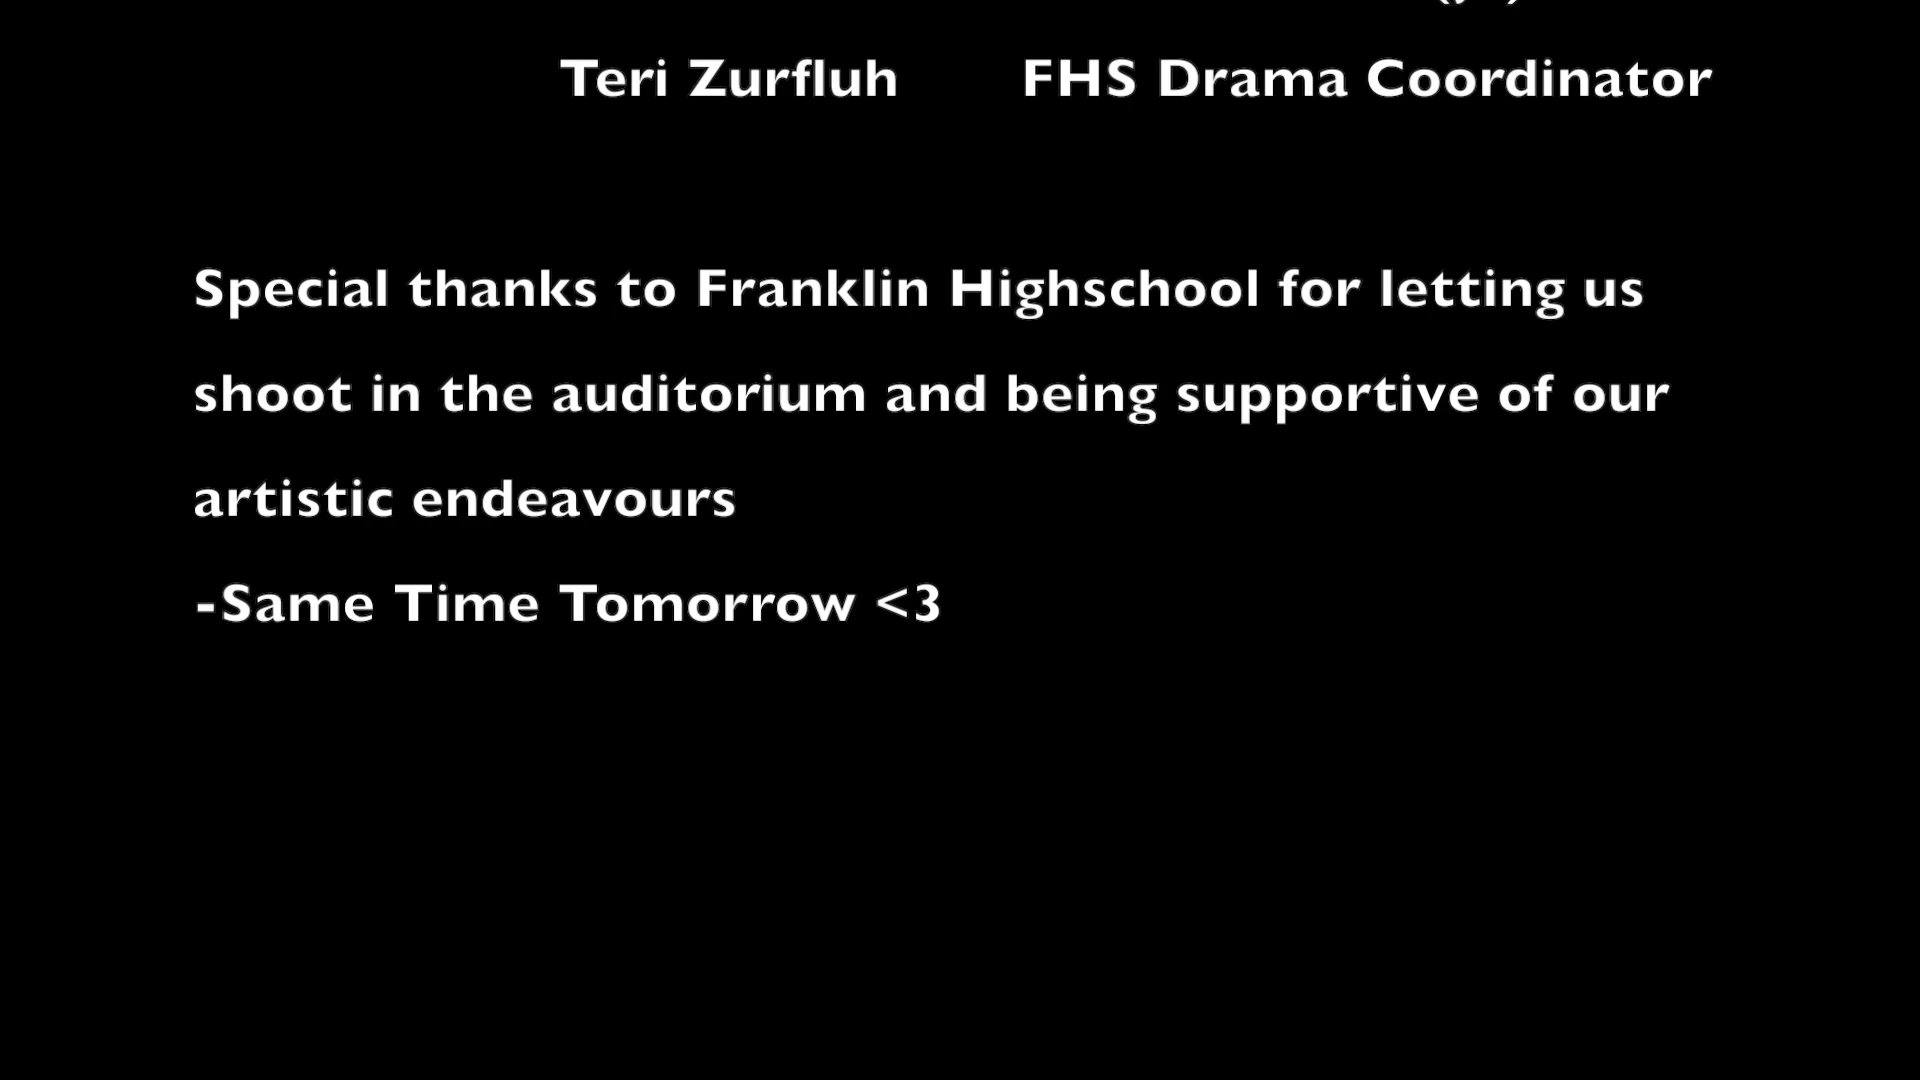 Teri Zurfluh FHS Drama Coordinator
Special thanks to Franklin Highschool for letting us
shoot in the auditorium and being supportive of our
artistic endeavours
-Same Time Tomorrow <3